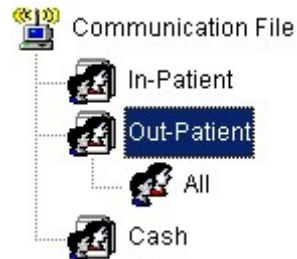 Communication File
In-Patient
Out-Patient
All
Cash